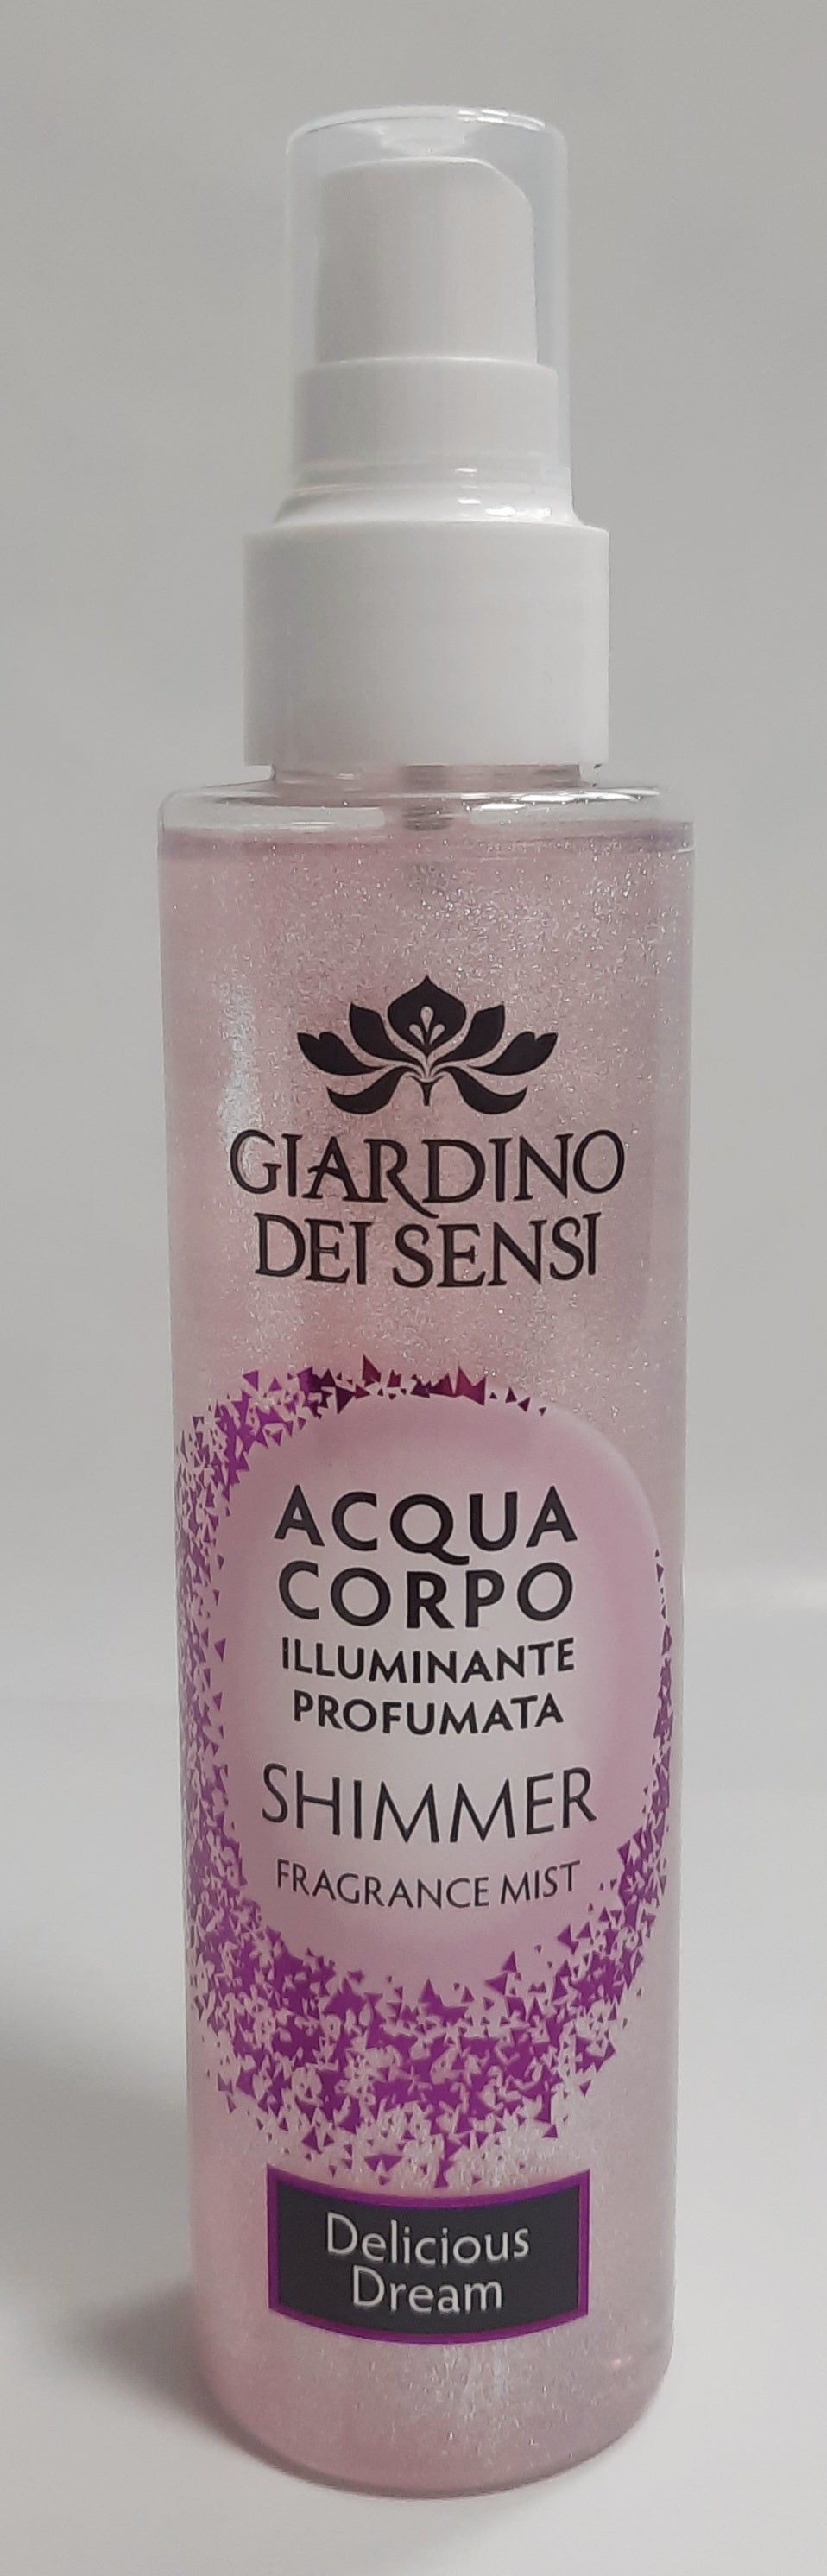 GIARDINO
DEI SENSI
ACQUA
CORPO
ILLUMINANTE
PROFUMATA
SHIMMER
FRAGRANCE MIST
Delicious
Dream